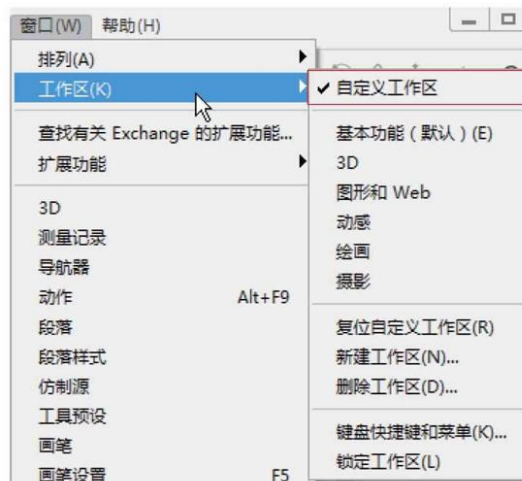 窗口(W) 帮助(H)
排列(A)
工作区(K)
查找有关 Exchange 的扩展功能...
扩展功能
3D
测量记录
导航器
动作 Alt+F9
段落
段落样式
仿制源
工具预设
画笔
画笔设置 F5
✓ 自定义工作区
基本功能（默认）(E)
3D
图形和 Web
动感
绘画
摄影
复位自定义工作区(R)
新建工作区(N)...
删除工作区(D)...
键盘快捷键和菜单(K)...
锁定工作区(L)